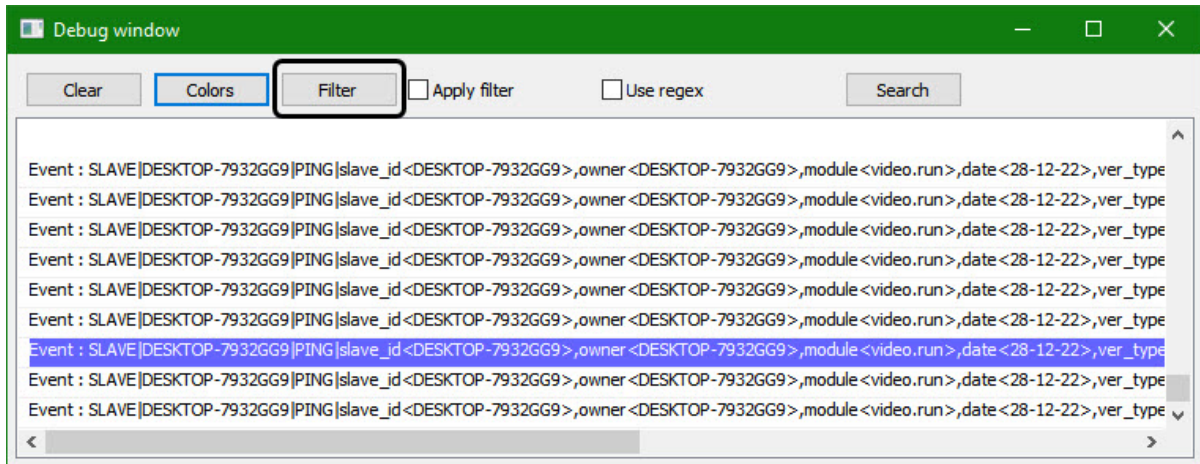 Debug window
Clear Colors Filter Apply filter Use regex Search
Event : SLAVE|DESKTOP-7932GG9|PING|slave_id<DESKTOP-7932GG9>,owner<DESKTOP-7932GG9>,module<video.run>,date<28-12-22>,ver_type
Event : SLAVE|DESKTOP-7932GG9|PING|slave_id<DESKTOP-7932GG9>,owner<DESKTOP-7932GG9>,module<video.run>,date<28-12-22>,ver_type
Event : SLAVE|DESKTOP-7932GG9|PING|slave_id<DESKTOP-7932GG9>,owner<DESKTOP-7932GG9>,module<video.run>,date<28-12-22>,ver_type
Event : SLAVE|DESKTOP-7932GG9|PING|slave_id<DESKTOP-7932GG9>,owner<DESKTOP-7932GG9>,module<video.run>,date<28-12-22>,ver_type
Event : SLAVE|DESKTOP-7932GG9|PING|slave_id<DESKTOP-7932GG9>,owner<DESKTOP-7932GG9>,module<video.run>,date<28-12-22>,ver_type
Event : SLAVE|DESKTOP-7932GG9|PING|slave_id<DESKTOP-7932GG9>,owner<DESKTOP-7932GG9>,module<video.run>,date<28-12-22>,ver_type
Event : SLAVE|DESKTOP-7932GG9|PING|slave_id<DESKTOP-7932GG9>,owner<DESKTOP-7932GG9>,module<video.run>,date<28-12-22>,ver_type
Event : SLAVE|DESKTOP-7932GG9|PING|slave_id<DESKTOP-7932GG9>,owner<DESKTOP-7932GG9>,module<video.run>,date<28-12-22>,ver_type
Event : SLAVE|DESKTOP-7932GG9|PING|slave_id<DESKTOP-7932GG9>,owner<DESKTOP-7932GG9>,module<video.run>,date<28-12-22>,ver_type